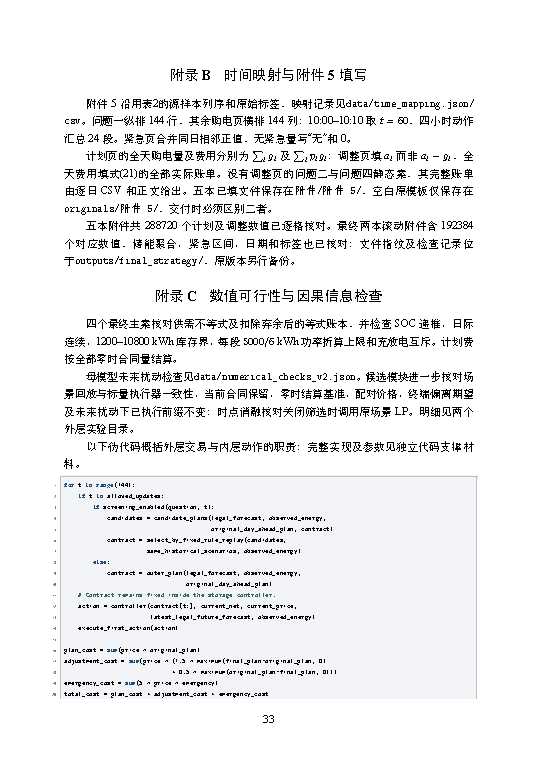 附录 B 时间映射与附件 5 填写
附件 5 沿用表2的源样本列序和原始标签，映射记录见data/time_mapping.json/
csv。问题一纵排 144 行，其余购电页横排 144 列；10:00–10:10 取 t = 60。四小时动作
汇总 24 段。紧急页合并同日相邻正值，无紧急量写“无”和 0。
计划页的全天购电量及费用分别为 ∑ᵢ gᵢ 及 ∑ᵢ pᵢgᵢ；调整页填 aᵢ 而非 aᵢ − gᵢ，全
天费用填式(21)的全部实际账单。没有调整页的问题二与问题四静态素，其完整账单
由逐日 CSV 和正文给出。五本已填文件保存在附件/附件 5/，空白原模板仅保存在
originals/附件 5/，交付时必须区别二者。
五本附件共 288720 个计划及调整数值已逐格核对。最终两本滚动附件含 192384
个对应数值，储能聚合、紧急区间、日期和标签也已核对；文件指纹及检查记录位
于outputs/final_strategy/，原版本另行备份。
附录 C 数值可行性与因果信息检查
四个最终主素核对供需不等式及扣除弃余后的等式账本，并检查 SOC 递推、日际
连续、1200–10800 kWh 库存界、每段 5000/6 kWh 功率折算上限和充放电互斥。计划费
按全部零时合同量结算。
母模型未来扰动检查见data/numerical_checks_v2.json。候选模块进一步核对场
景回放与标量执行器一致性、当前合同保留、零时结算基准、配对价格、终端偏离期望
及未来扰动下已执行前缀不变；时点消融核对关闭筛选时调用原场景 LP。明细见两个
外层实验目录。
以下伪代码概括外层交易与内层动作的职责；完整实现及参数见独立代码支撑材
料。
for t in range(144):
if t in allowed_updates:
if screening_enabled(question, t):
candidates = candidate_plans(legal_forecast, observed_energy,
original_day_ahead_plan, contract)
contract = select_by_fixed_rule_replay(candidates,
same_historical_scenarios, observed_energy)
else:
contract = outer_plan(legal_forecast, observed_energy,
original_day_ahead_plan)
# Contract remains fixed inside the storage controller.
action = controller(contract[t], current_net, current_price,
latest_legal_future_forecast, observed_energy)
execute_first_action(action)
plan_cost = sum(price * original_plan)
adjustment_cost = sum(price * (1.5 * maximum(final_plan-original_plan, 0)
+ 0.5 * maximum(original_plan-final_plan, 0)))
emergency_cost = sum(5 * price * emergency)
total_cost = plan_cost + adjustment_cost + emergency_cost
33